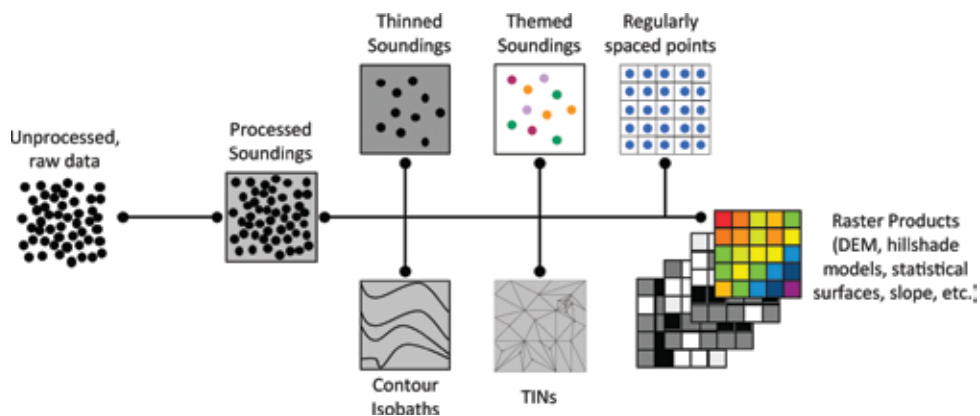 Thinned
Soundings
Themed
Soundings
Regularly
spaced points
Unprocessed,
raw data
Processed
Soundings
Raster Products
(DEM, hillshade
models, statistical
surfaces, slope, etc.)
Contour
Isobaths
TINs